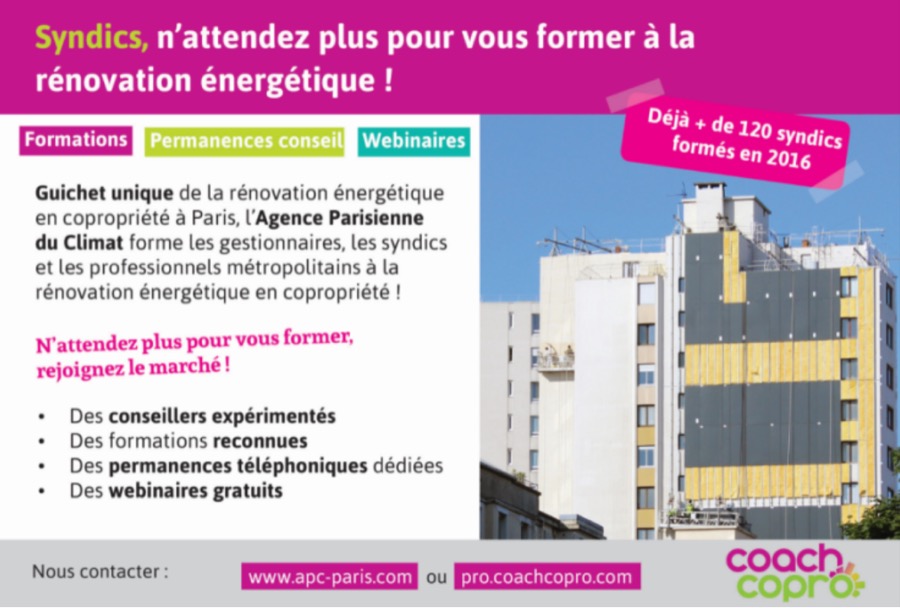 Syndics, n'attendez plus pour vous former à la
rénovation énergétique !
Formations Permanences conseil Webinaires
Déjà + de 120 syndics
formés en 2016
Guichet unique de la rénovation énergétique
en copropriété à Paris, l'Agence Parisienne
du Climat forme les gestionnaires, les syndics
et les professionnels métropolitains à la
rénovation énergétique en copropriété !
N'attendez plus pour vous former,
rejoignez le marché !
• Des conseillers expérimentés
• Des formations reconnues
• Des permanences téléphoniques dédiées
• Des webinaires gratuits
Nous contacter : www.apc-paris.com ou pro.coachcopro.com
coach
copro